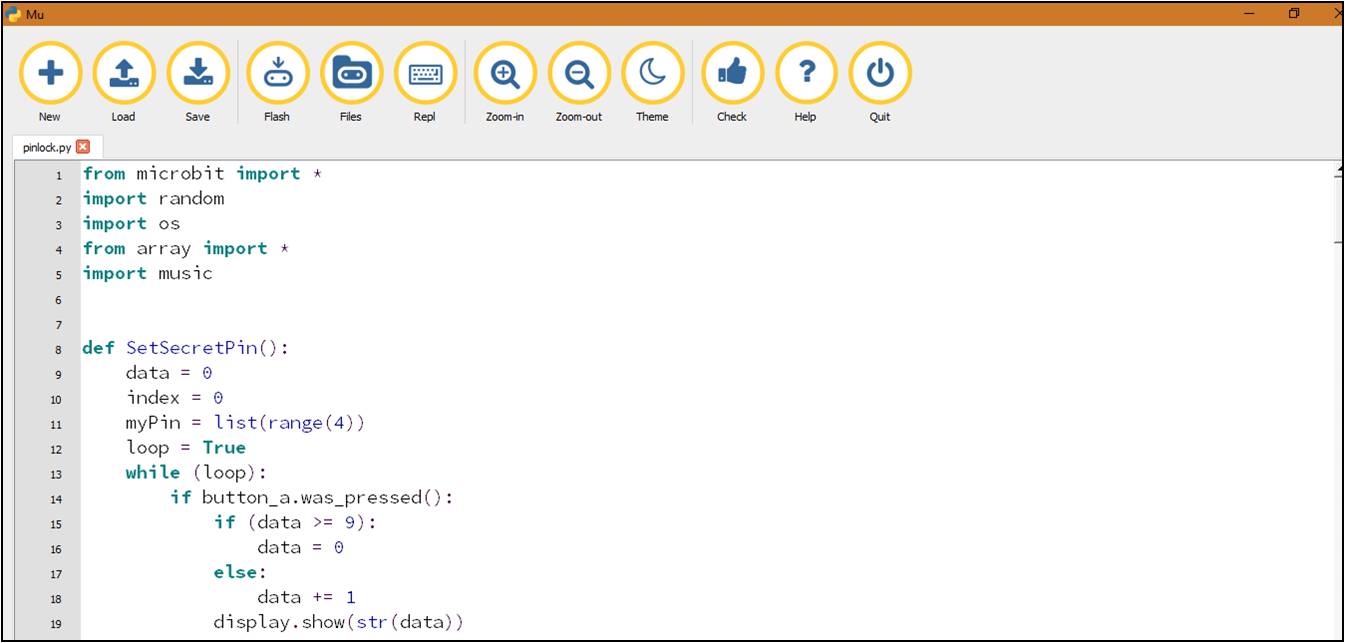 Mu
New Load Save Flash Files Repl Zoom-in Zoom-out Theme Check Help Quit
pinlock.py
1 from microbit import *
2 import random
3 import os
4 from array import *
5 import music
6
7
8 def SetSecretPin():
9     data = 0
10     index = 0
11     myPin = list(range(4))
12     loop = True
13     while (loop):
14         if button_a.was_pressed():
15             if (data >= 9):
16                 data = 0
17             else:
18                 data += 1
19             display.show(str(data))